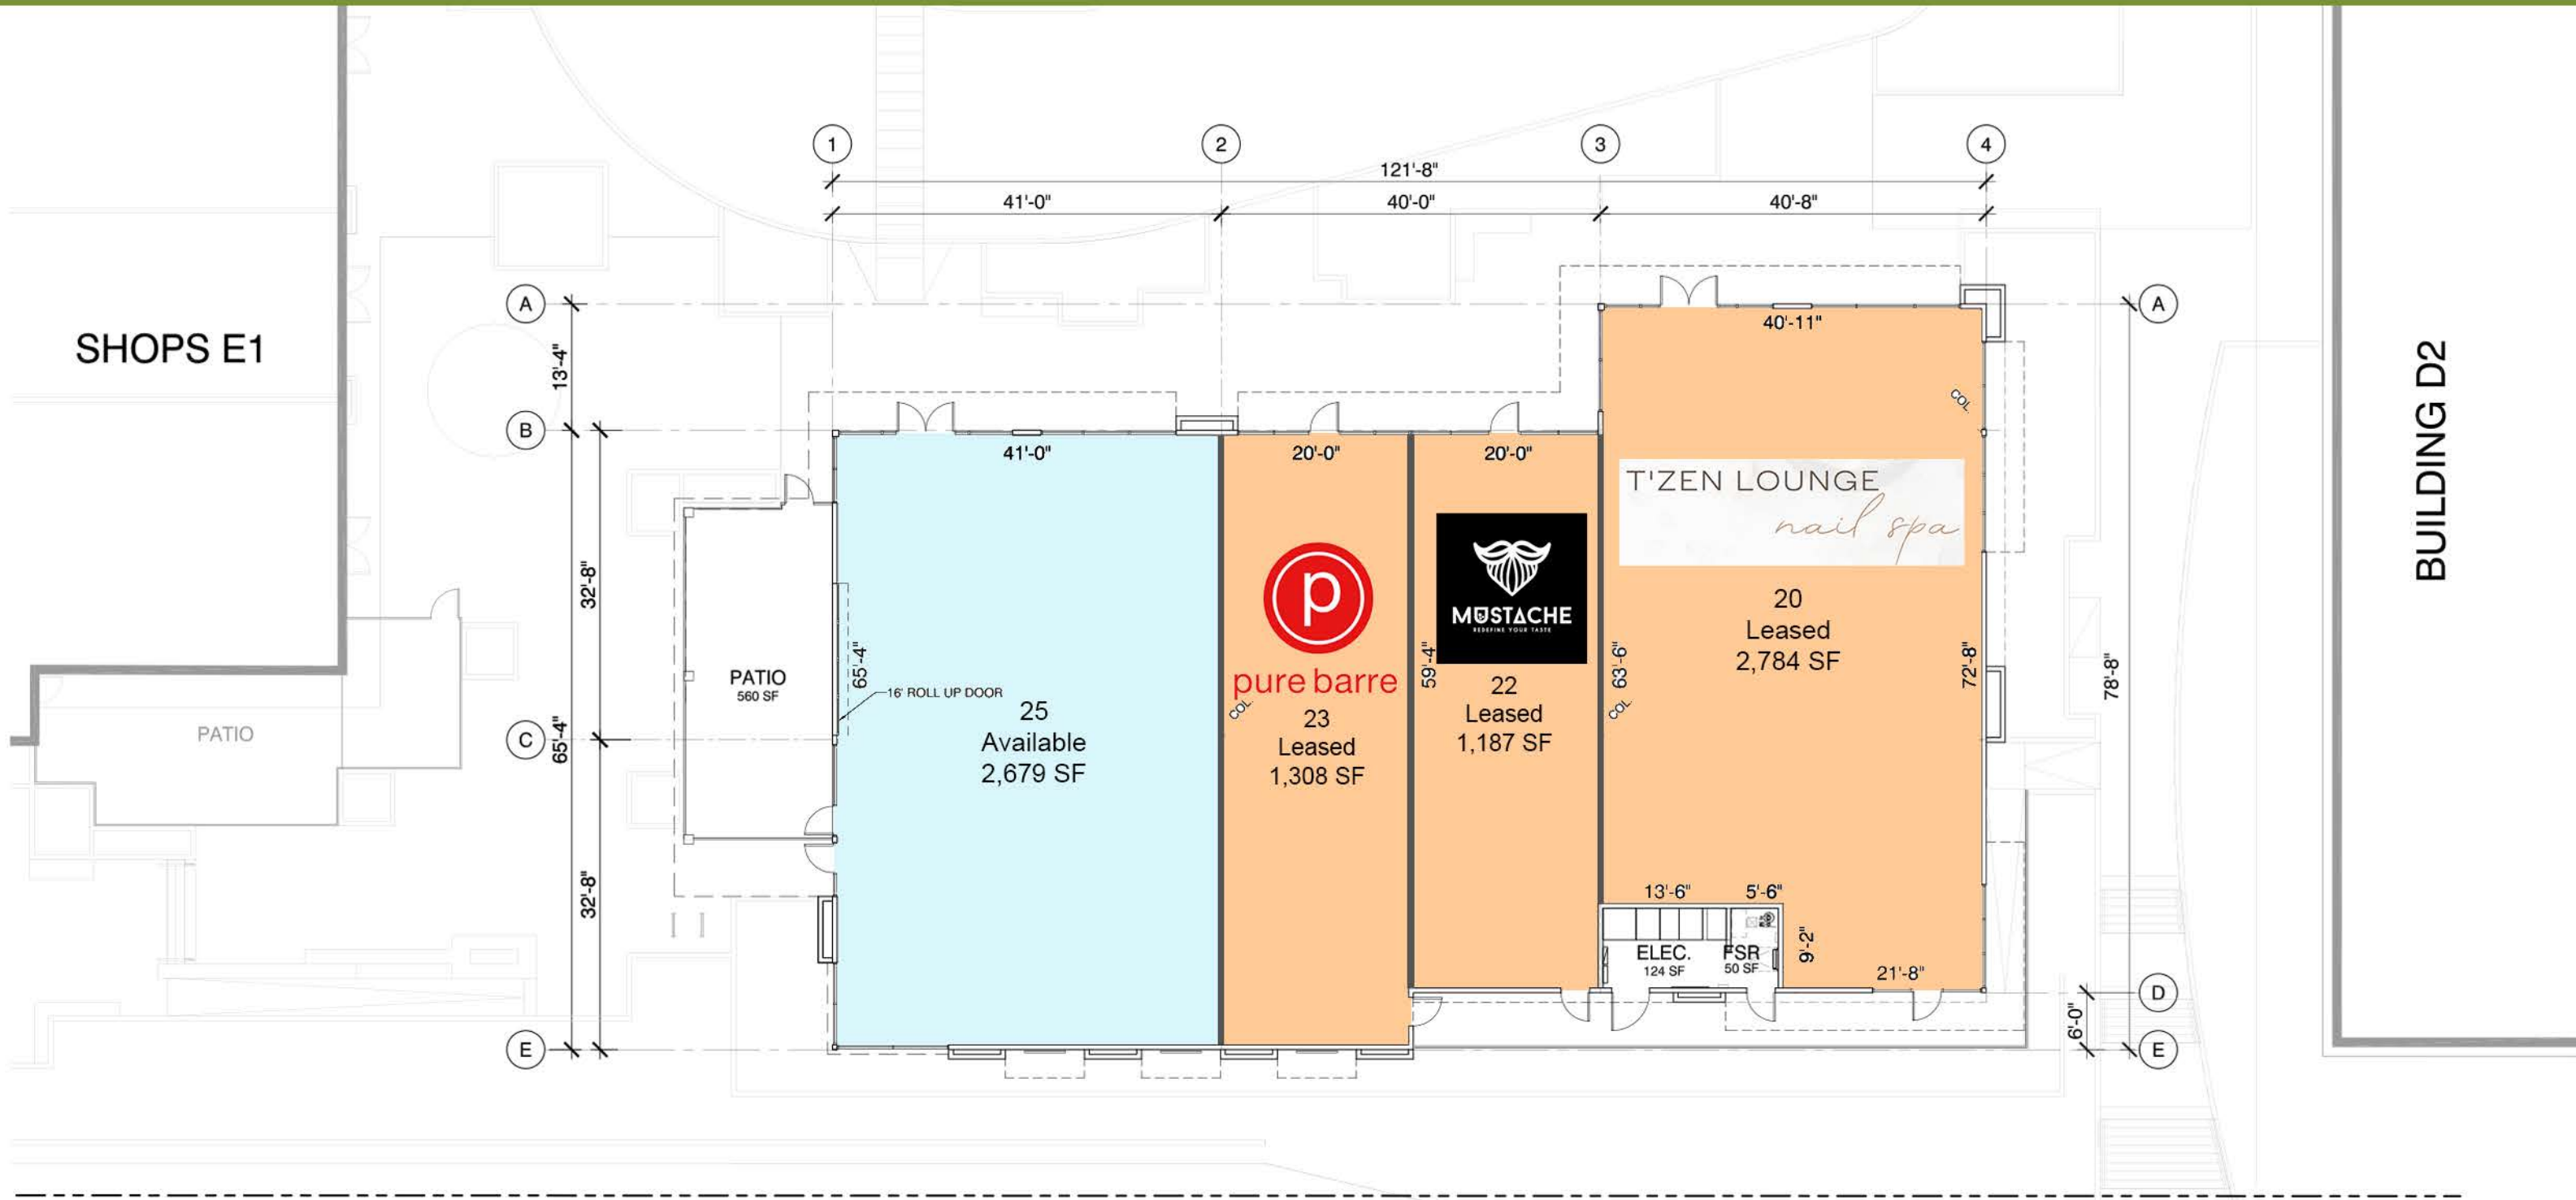 1
2
3
4
121'-8"
41'-0"
40'-0"
40'-8"
A
A
13'-4"
SHOPS E1
BUILDING D2
40'-11"
COL
B
41'-0"
20'-0"
20'-0"
T'ZEN LOUNGE
nail spa
32'-8"
p
pure barre
MUSTACHE
REDEFINE YOUR TASTE
20
Leased
2,784 SF
65'-4"
59'-4"
63'-6"
72'-8"
78'-8"
PATIO
560 SF
16' ROLL UP DOOR
25
Available
2,679 SF
COL
23
Leased
1,308 SF
22
Leased
1,187 SF
COL
PATIO
C
65'-4"
32'-8"
13'-6"
5'-6"
ELEC.
124 SF
FSR
50 SF
9'-2"
21'-8"
D
6'-0"
E
E